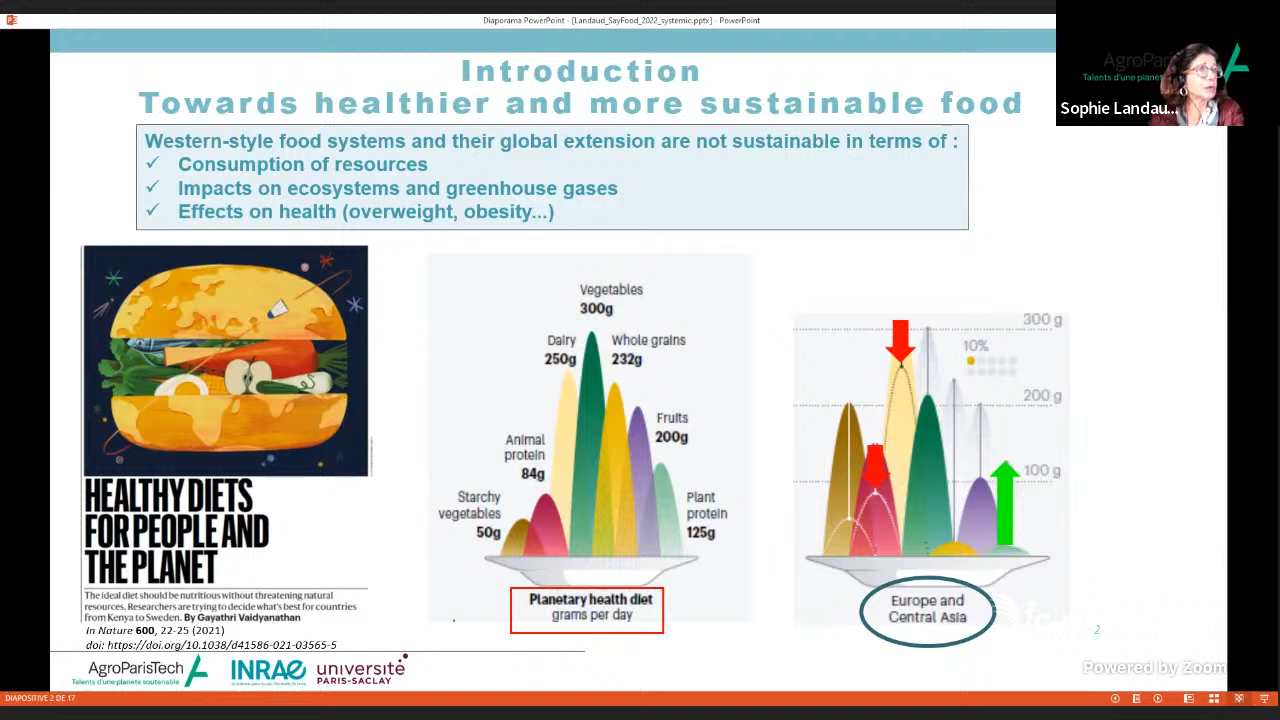 Diaporama PowerPoint - [Landaud_SayFood_2022_systemic.pptx] - PowerPoint
Introduction
Towards healthier and more sustainable food
Western-style food systems and their global extension are not sustainable in terms of :
✓ Consumption of resources
✓ Impacts on ecosystems and greenhouse gases
✓ Effects on health (overweight, obesity...)
HEALTHY DIETS
FOR PEOPLE AND
THE PLANET
The ideal diet should be nutritious without threatening natural
resources. Researchers are trying to decide what's best for countries
from Kenya to Sweden. By Gayathri Vaidyanathan
In Nature 600, 22-25 (2021)
doi: https://doi.org/10.1038/d41586-021-03565-5
Vegetables
300g
Dairy
250g
Whole grains
232g
Fruits
200g
Animal
protein
84g
Starchy
vegetables
50g
Plant
protein
125g
Planetary health diet
grams per day
300 g
10%
200 g
100 g
Europe and
Central Asia
2
AgroParisTech
Talents d'une planète soutenable
INRAE
université
PARIS-SACLAY
AgroPari
Talents d'une planèt
Sophie Landau...
Powered by Zoom
DIAPOSITIVE 2 DE 17